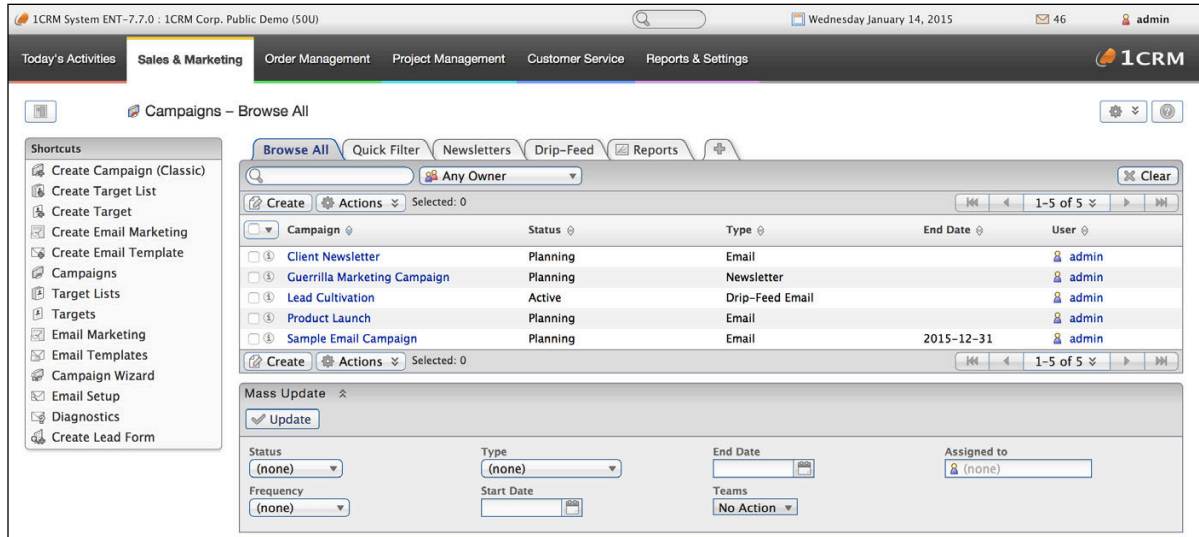 1CRM System ENT-7.7.0 : 1CRM Corp. Public Demo (50U) Wednesday January 14, 2015 46 admin
Today's Activities Sales & Marketing Order Management Project Management Customer Service Reports & Settings 1CRM
Campaigns – Browse All
Shortcuts
Create Campaign (Classic)
Create Target List
Create Target
Create Email Marketing
Create Email Template
Campaigns
Target Lists
Targets
Email Marketing
Email Templates
Campaign Wizard
Email Setup
Diagnostics
Create Lead Form
Browse All Quick Filter Newsletters Drip-Feed Reports
Any Owner Clear
Create Actions Selected: 0 1-5 of 5
Campaign Status Type End Date User
Client Newsletter Planning Email admin
Guerrilla Marketing Campaign Planning Newsletter admin
Lead Cultivation Active Drip-Feed Email admin
Product Launch Planning Email admin
Sample Email Campaign Planning Email 2015-12-31 admin
Create Actions Selected: 0 1-5 of 5
Mass Update
Update
Status Type End Date Assigned to
(none) (none) (none)
Frequency Start Date Teams
(none) No Action